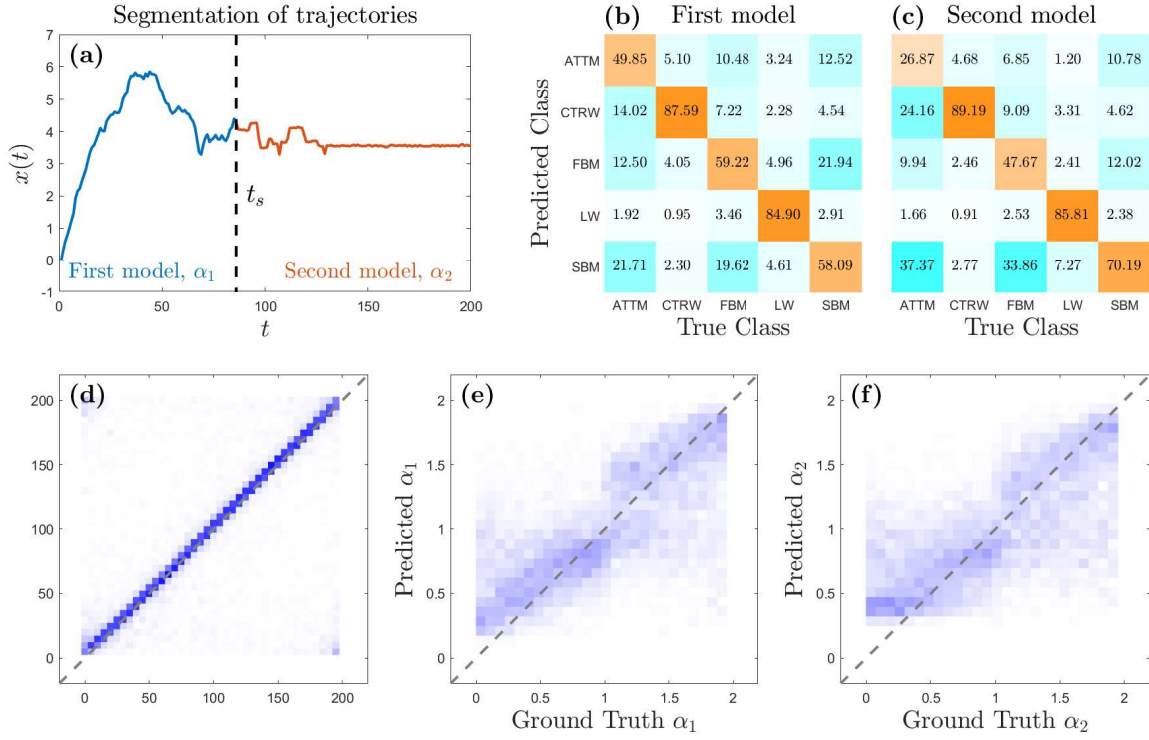 Segmentation of trajectories
(a)
7
6
5
4
3
2
1
0
-1
x(t)
t_s
First model, α₁
Second model, α₂
0 50 100 150 200
t
(b) First model
Predicted Class
ATTM 49.85 5.10 10.48 3.24 12.52
CTRW 14.02 87.59 7.22 2.28 4.54
FBM 12.50 4.05 59.22 4.96 21.94
LW 1.92 0.95 3.46 84.90 2.91
SBM 21.71 2.30 19.62 4.61 58.09
ATTM CTRW FBM LW SBM
True Class
(c) Second model
26.87 4.68 6.85 1.20 10.78
24.16 89.19 9.09 3.31 4.62
9.94 2.46 47.67 2.41 12.02
1.66 0.91 2.53 85.81 2.38
37.37 2.77 33.86 7.27 70.19
ATTM CTRW FBM LW SBM
True Class
(d)
200
150
100
50
0
0 50 100 150 200
(e)
Predicted α₁
2
1.5
1
0.5
0
0 0.5 1 1.5 2
Ground Truth α₁
(f)
Predicted α₂
2
1.5
1
0.5
0
0 0.5 1 1.5 2
Ground Truth α₂